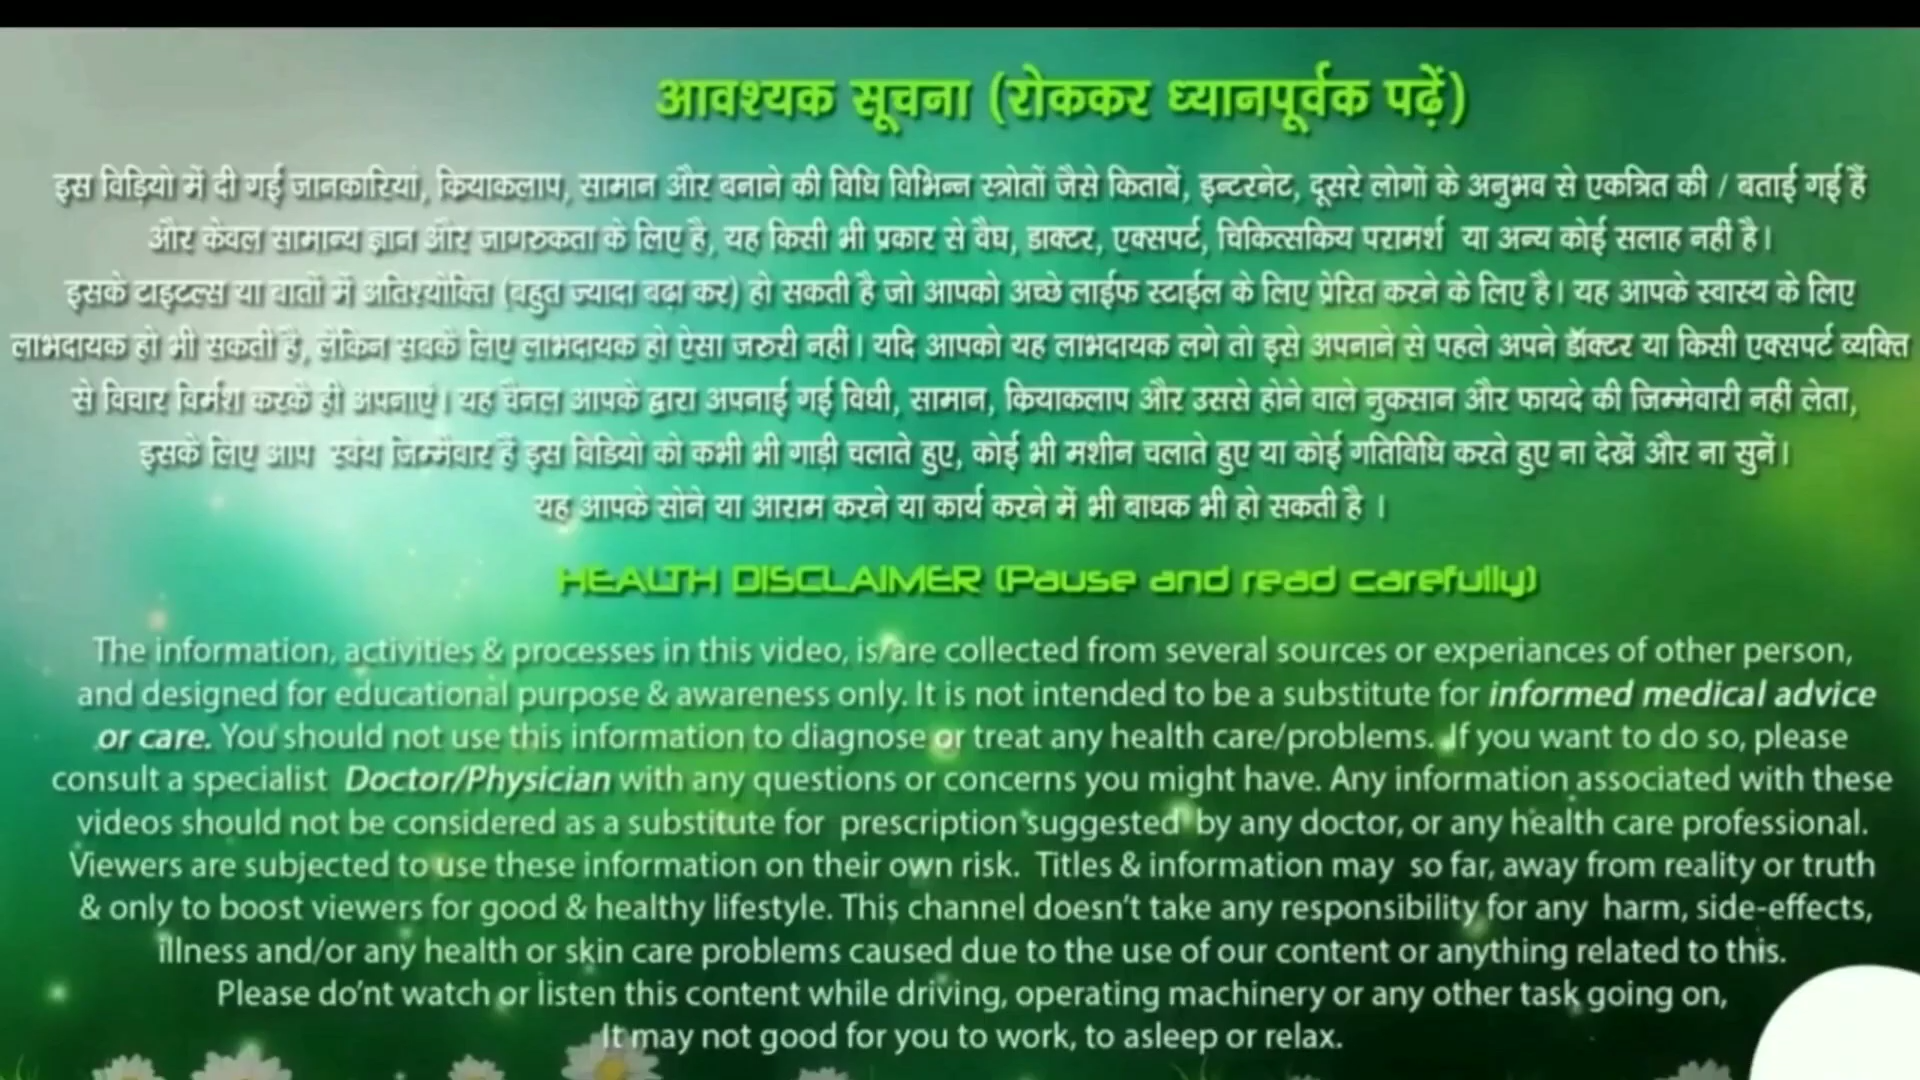 आवश्यक सूचना (रोककर ध्यानपूर्वक पढ़ें)
इस विडियो में दी गई जानकारियां, क्रियाकलाप, सामान और बनाने की विधि विभिन्न स्त्रोतों जैसे किताबें, इन्टरनेट, दूसरे लोगों के अनुभव से एकत्रित की / बताई गई हैं
और केवल सामान्य ज्ञान और जागरुकता के लिए है, यह किसी भी प्रकार से वैघ, डाक्टर, एक्सपर्ट, चिकित्सकिय परामर्श या अन्य कोई सलाह नहीं है।
इसके टाइटल्स या बातों में अतिश्योक्ति (बहुत ज्यादा बढ़ा कर) हो सकती है जो आपको अच्छे लाईफ स्टाईल के लिए प्रेरित करने के लिए है। यह आपके स्वास्थ के लिए
लाभदायक हो भी सकती है, लेकिन सबके लिए लाभदायक हो ऐसा जरुरी नहीं। यदि आपको यह लाभदायक लगे तो इसे अपनाने से पहले अपने डॉक्टर या किसी एक्सपर्ट व्यक्ति
से विचार विर्मश करके ही अपनाएं। यह चैनल आपके द्वारा अपनाई गई विधी, सामान, क्रियाकलाप और उससे होने वाले नुकसान और फायदे की जिम्मेवारी नहीं लेता,
इसके लिए आप स्वंय जिम्मेवार हैं इस विडियो को कभी भी गाड़ी चलाते हुए, कोई भी मशीन चलाते हुए या कोई गतिविधि करते हुए ना देखें और ना सुनें।
यह आपके सोने या आराम करने या कार्य करने में भी बाधक भी हो सकती है ।
HEALTH DISCLAIMER (Pause and read carefully)
The information, activities & processes in this video, is/are collected from several sources or experiances of other person,
and designed for educational purpose & awareness only. It is not intended to be a substitute for informed medical advice
or care. You should not use this information to diagnose or treat any health care/problems. If you want to do so, please
consult a specialist Doctor/Physician with any questions or concerns you might have. Any information associated with these
videos should not be considered as a substitute for prescription suggested by any doctor, or any health care professional.
Viewers are subjected to use these information on their own risk. Titles & information may so far, away from reality or truth
& only to boost viewers for good & healthy lifestyle. This channel doesn't take any responsibility for any harm, side-effects,
illness and/or any health or skin care problems caused due to the use of our content or anything related to this.
Please do'nt watch or listen this content while driving, operating machinery or any other task going on,
It may not good for you to work, to asleep or relax.